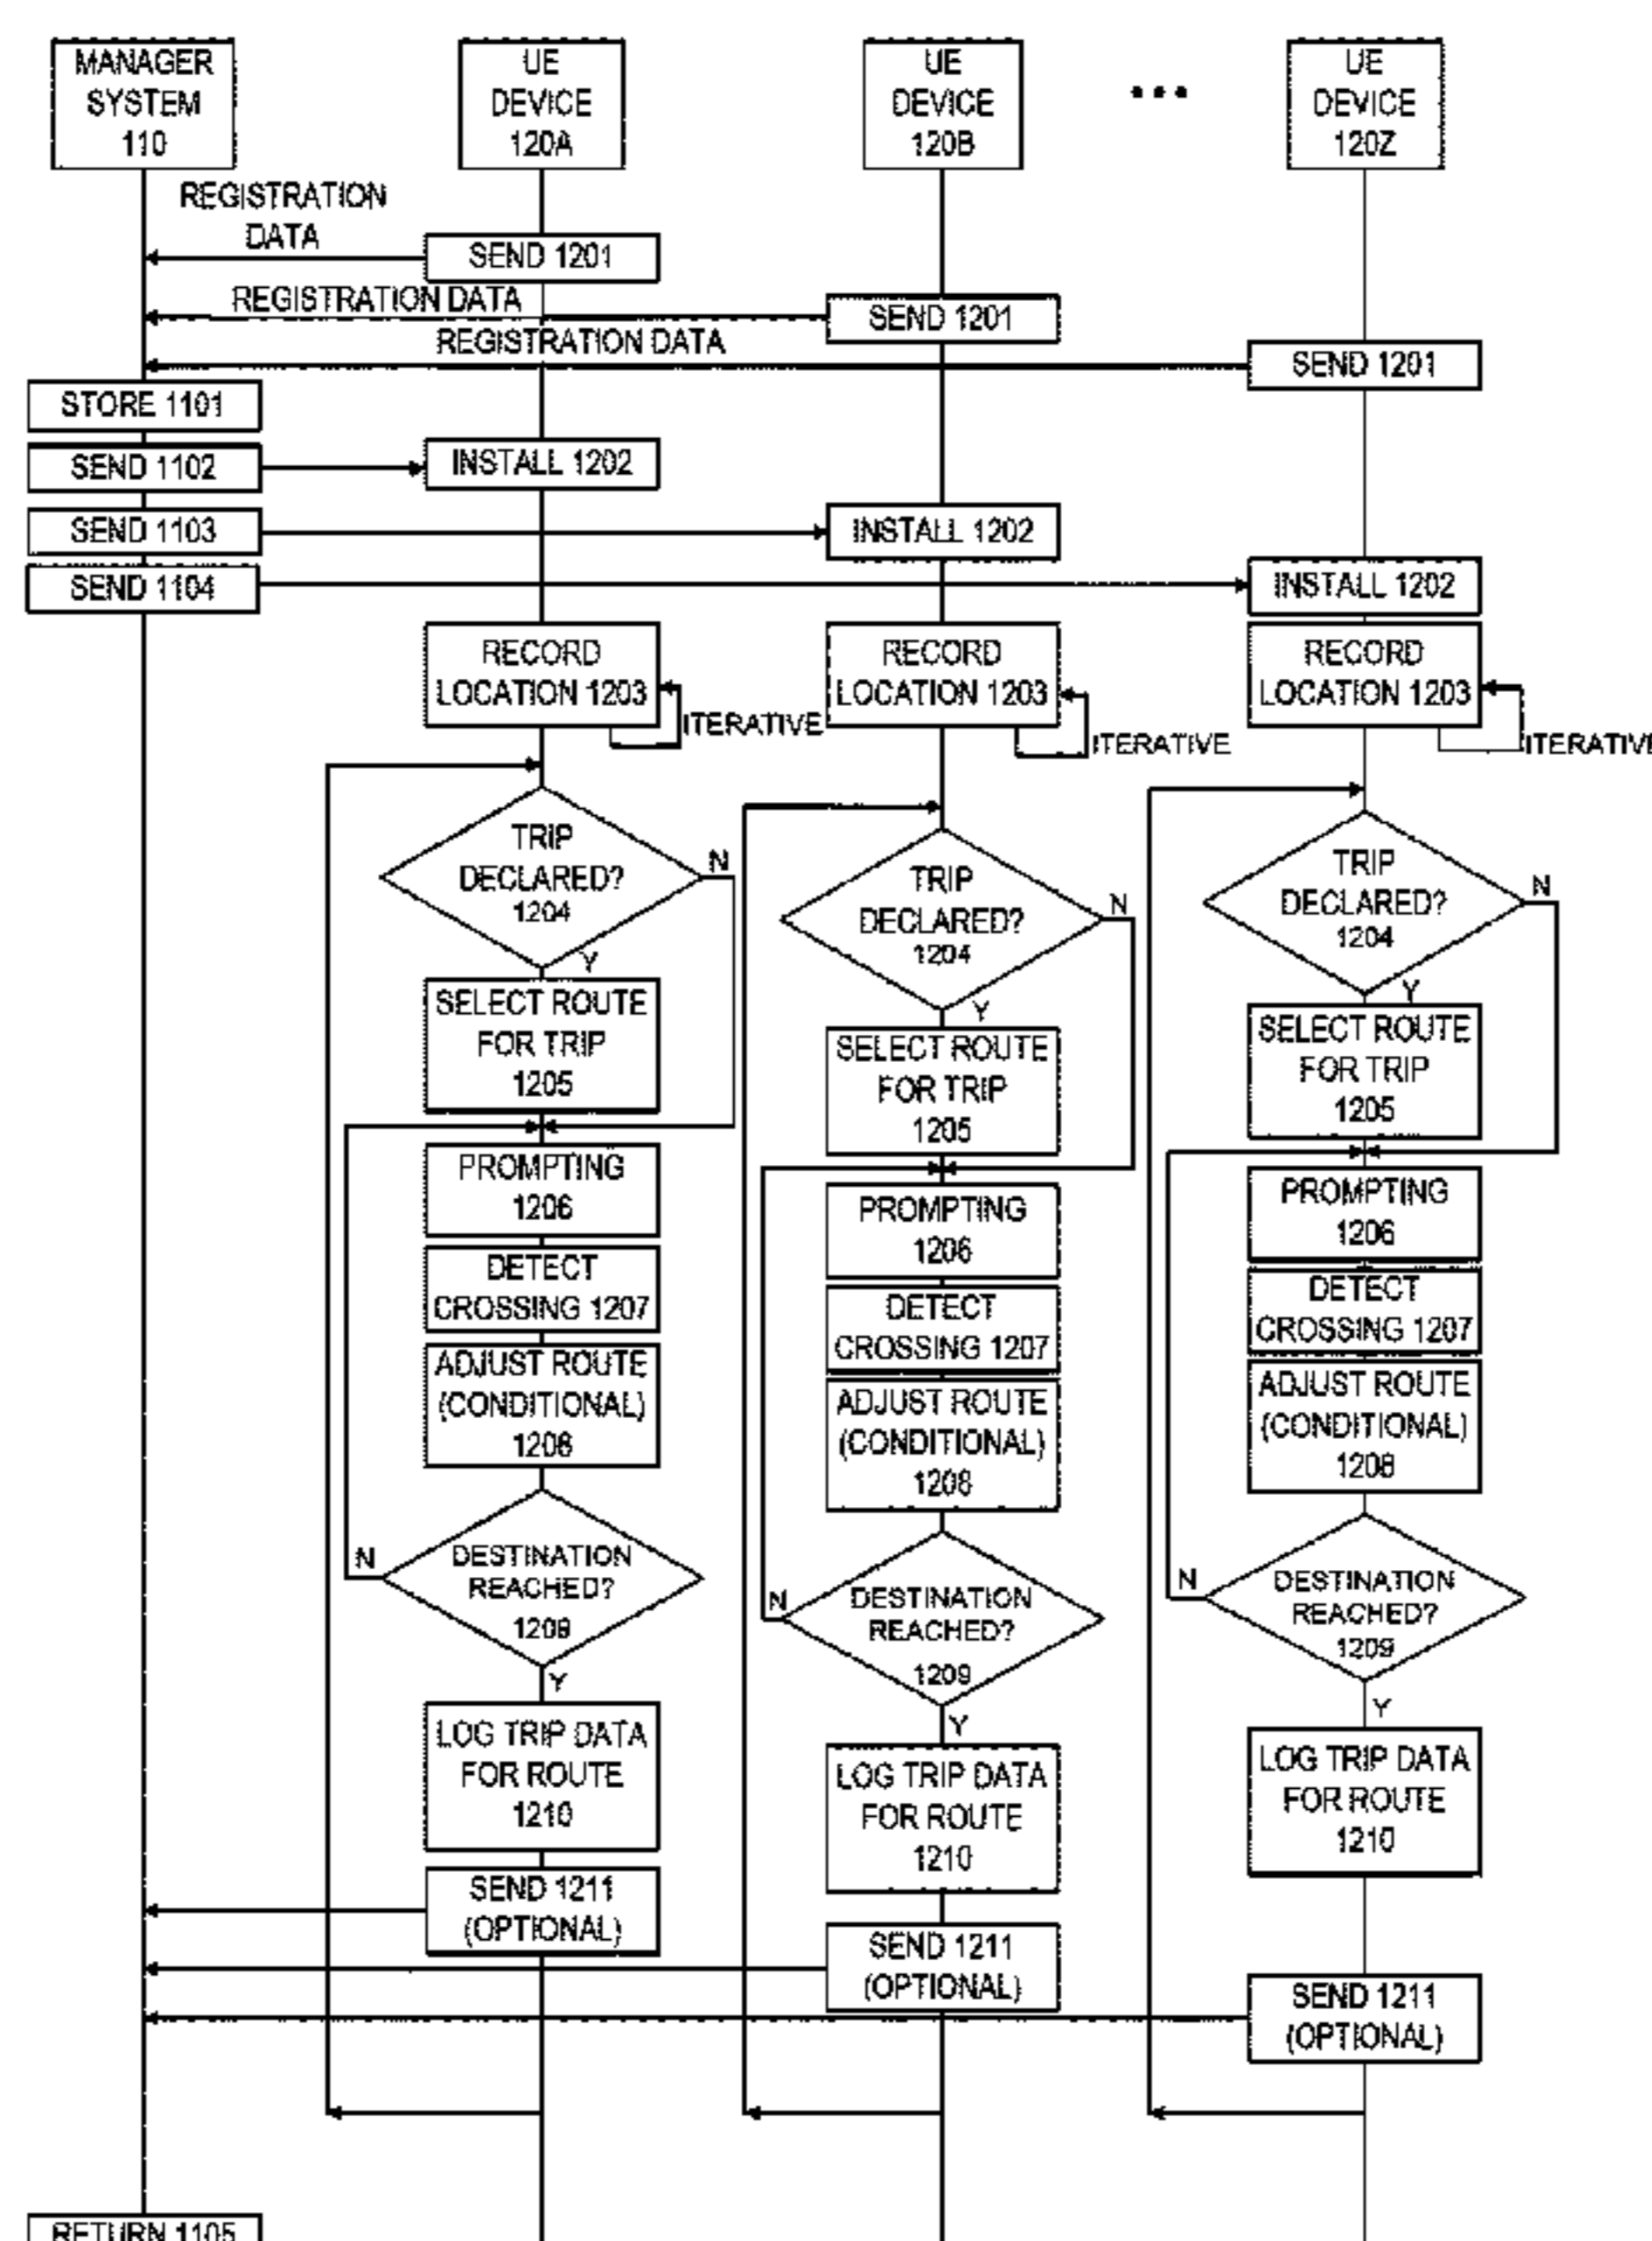 MANAGER
SYSTEM
110
UE
DEVICE
120A
UE
DEVICE
120B
•••
UE
DEVICE
120Z
REGISTRATION
DATA
SEND 1201
REGISTRATION DATA
SEND 1201
REGISTRATION DATA
SEND 1201
STORE 1101
SEND 1102
INSTALL 1202
SEND 1103
INSTALL 1202
SEND 1104
INSTALL 1202
RECORD
LOCATION 1203
ITERATIVE
RECORD
LOCATION 1203
ITERATIVE
RECORD
LOCATION 1203
ITERATIVE
TRIP
DECLARED?
1204
N
Y
SELECT ROUTE
FOR TRIP
1205
PROMPTING
1206
DETECT
CROSSING 1207
ADJUST ROUTE
(CONDITIONAL)
1208
N
DESTINATION
REACHED?
1209
Y
LOG TRIP DATA
FOR ROUTE
1210
SEND 1211
(OPTIONAL)
TRIP
DECLARED?
1204
N
Y
SELECT ROUTE
FOR TRIP
1205
PROMPTING
1206
DETECT
CROSSING 1207
ADJUST ROUTE
(CONDITIONAL)
1208
N
DESTINATION
REACHED?
1209
Y
LOG TRIP DATA
FOR ROUTE
1210
SEND 1211
(OPTIONAL)
TRIP
DECLARED?
1204
N
Y
SELECT ROUTE
FOR TRIP
1205
PROMPTING
1206
DETECT
CROSSING 1207
ADJUST ROUTE
(CONDITIONAL)
1208
N
DESTINATION
REACHED?
1209
Y
LOG TRIP DATA
FOR ROUTE
1210
SEND 1211
(OPTIONAL)
RETURN 1105